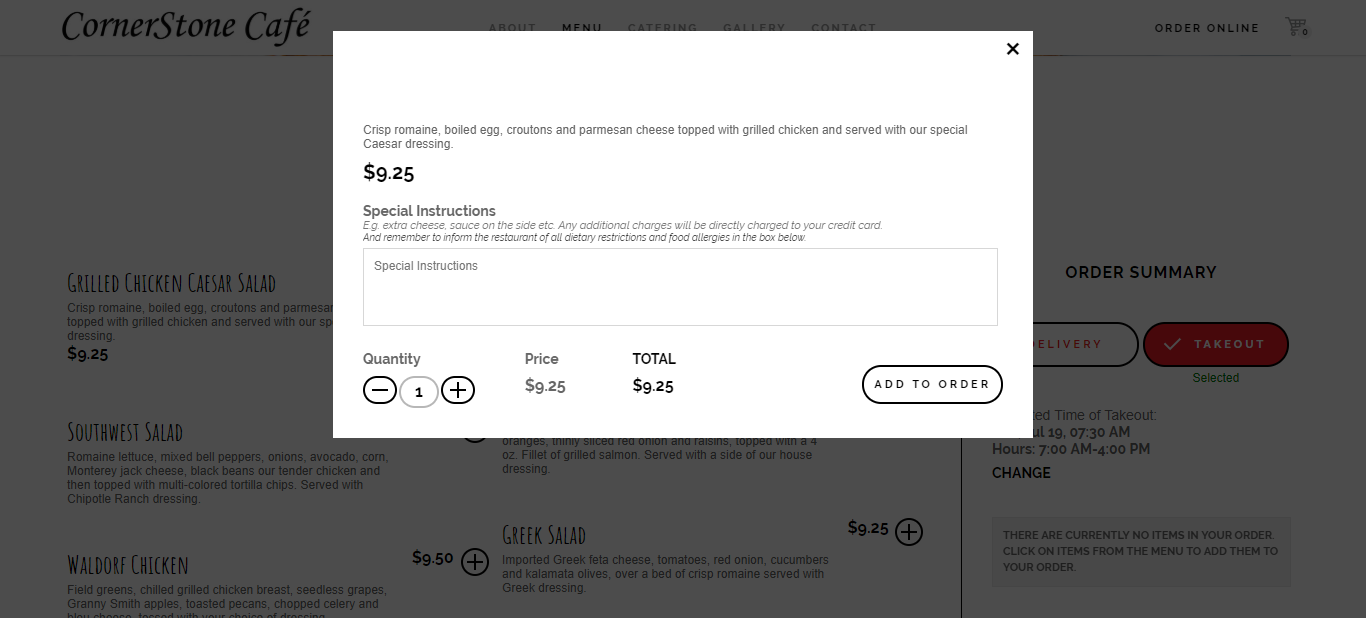 CornerStone Café
ABOUT MENU CATERING GALLERY CONTACT
ORDER ONLINE
0
Crisp romaine, boiled egg, croutons and parmesan cheese topped with grilled chicken and served with our special
Caesar dressing.
$9.25
Special Instructions
E.g. extra cheese, sauce on the side etc. Any additional charges will be directly charged to your credit card.
And remember to inform the restaurant of all dietary restrictions and food allergies in the box below.
Special Instructions
Quantity
1
Price
$9.25
TOTAL
$9.25
ADD TO ORDER
Grilled Chicken Caesar Salad
Crisp romaine, boiled egg, croutons and
topped with grilled chicken and served with our
dressing.
$9.25
Southwest Salad
Romaine lettuce, mixed bell peppers, onions, avocado, corn,
Monterey jack cheese, black beans our tender chicken and
then topped with multi-colored tortilla chips. Served with
Chipotle Ranch dressing.
Waldorf Chicken
$9.50
Field greens, chilled grilled chicken breast, seedless grapes,
Granny Smith apples, toasted pecans, chopped celery and
bleu cheese, tossed with your choice of dressing.
oranges, thinly sliced red onion and raisins, topped with a 4
oz. Fillet of grilled salmon. Served with a side of our house
dressing.
Greek Salad
$9.25
Imported Greek feta cheese, tomatoes, red onion, cucumbers
and kalamata olives, over a bed of crisp romaine served with
Greek dressing.
ORDER SUMMARY
DELIVERY
TAKEOUT
Selected
Time of Takeout:
19, 07:30 AM
Hours: 7:00 AM-4:00 PM
CHANGE
THERE ARE CURRENTLY NO ITEMS IN YOUR ORDER.
CLICK ON ITEMS FROM THE MENU TO ADD THEM TO
YOUR ORDER.